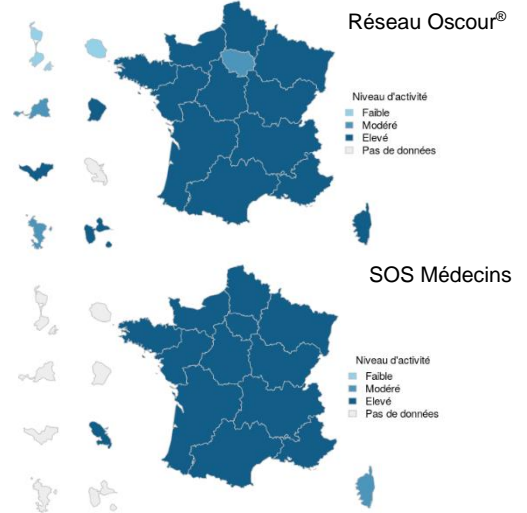 Réseau Oscour®
Niveau d'activité
Faible
Modéré
Elevé
Pas de données
SOS Médecins
Niveau d'activité
Faible
Modéré
Elevé
Pas de données